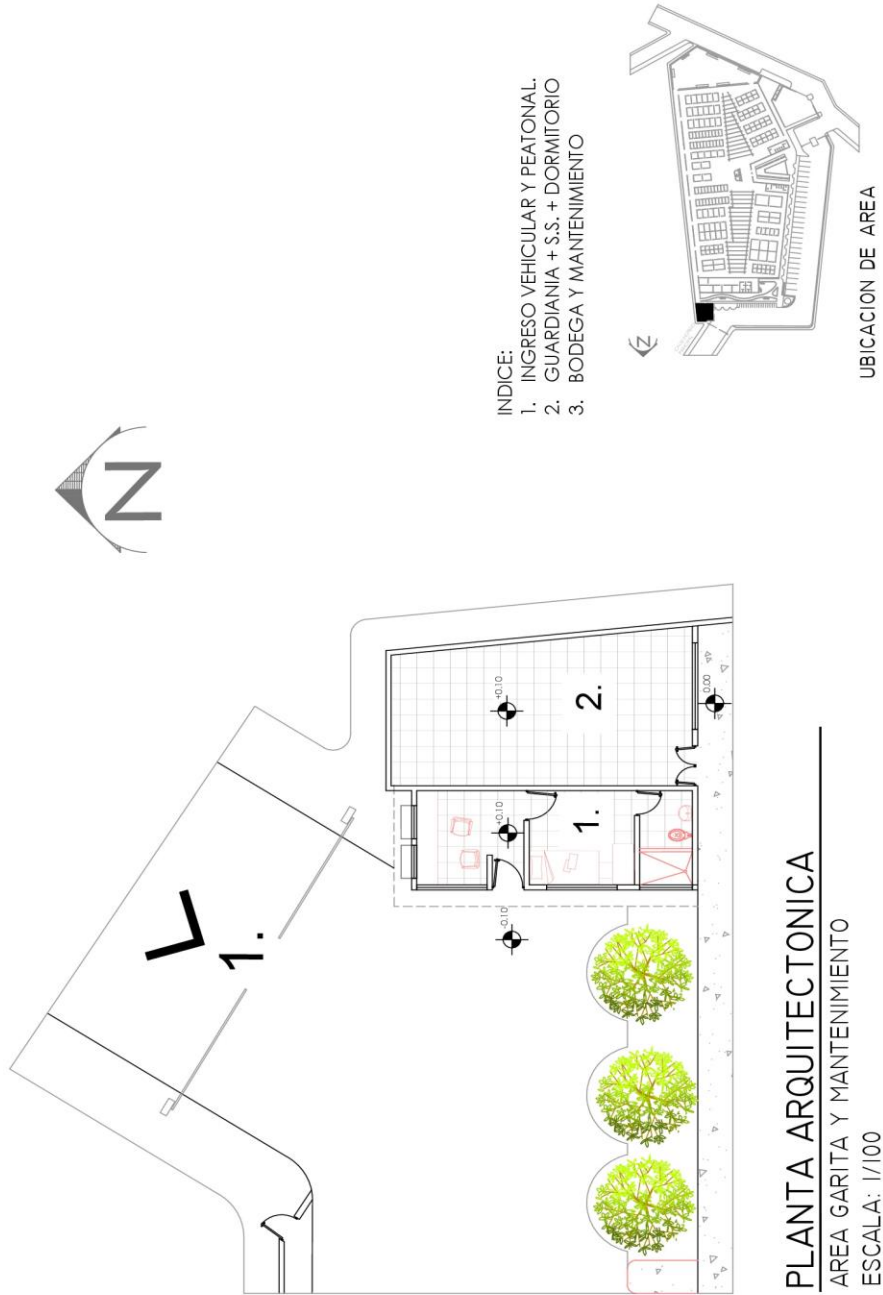 N
INDICE:
1. INGRESO VEHICULAR Y PEATONAL.
2. GUARDIANIA + S.S. + DORMITORIO
3. BODEGA Y MANTENIMIENTO
N
UBICACION DE AREA
1.
+0.10
+0.10
-0.10
1.
2.
0.00
PLANTA ARQUITECTONICA
AREA GARITA Y MANTENIMIENTO
ESCALA: 1/100